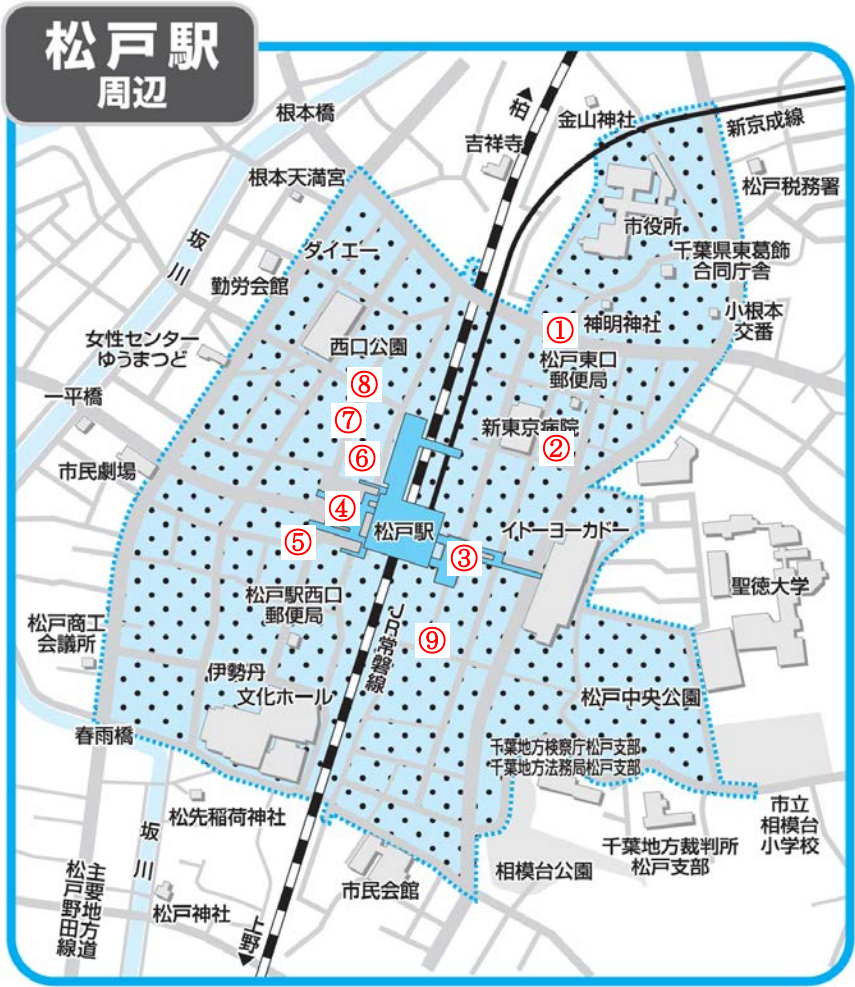 松戸駅
周辺
根本橋
柏
金山神社
新京成線
吉祥寺
根本天満宮
松戸税務署
市役所
坂川
ダイエー
千葉県東葛飾
合同庁舎
勤労会館
小根本
交番
①
神明神社
女性センター
ゆうまつど
西口公園
松戸東口
郵便局
⑧
一平橋
⑦
新東京病院
②
⑥
市民劇場
④
⑤
松戸駅
イトーヨーカドー
③
聖徳大学
松戸駅西口
郵便局
松戸商工
会議所
JR常磐線
⑨
伊勢丹
文化ホール
松戸中央公園
春雨橋
千葉地方検察庁松戸支部
千葉地方法務局松戸支部
松先稲荷神社
市立
相模台
小学校
坂川
千葉地方裁判所
松戸支部
相模台公園
市民会館
主要地方道
松戸野田線
松戸神社
上野